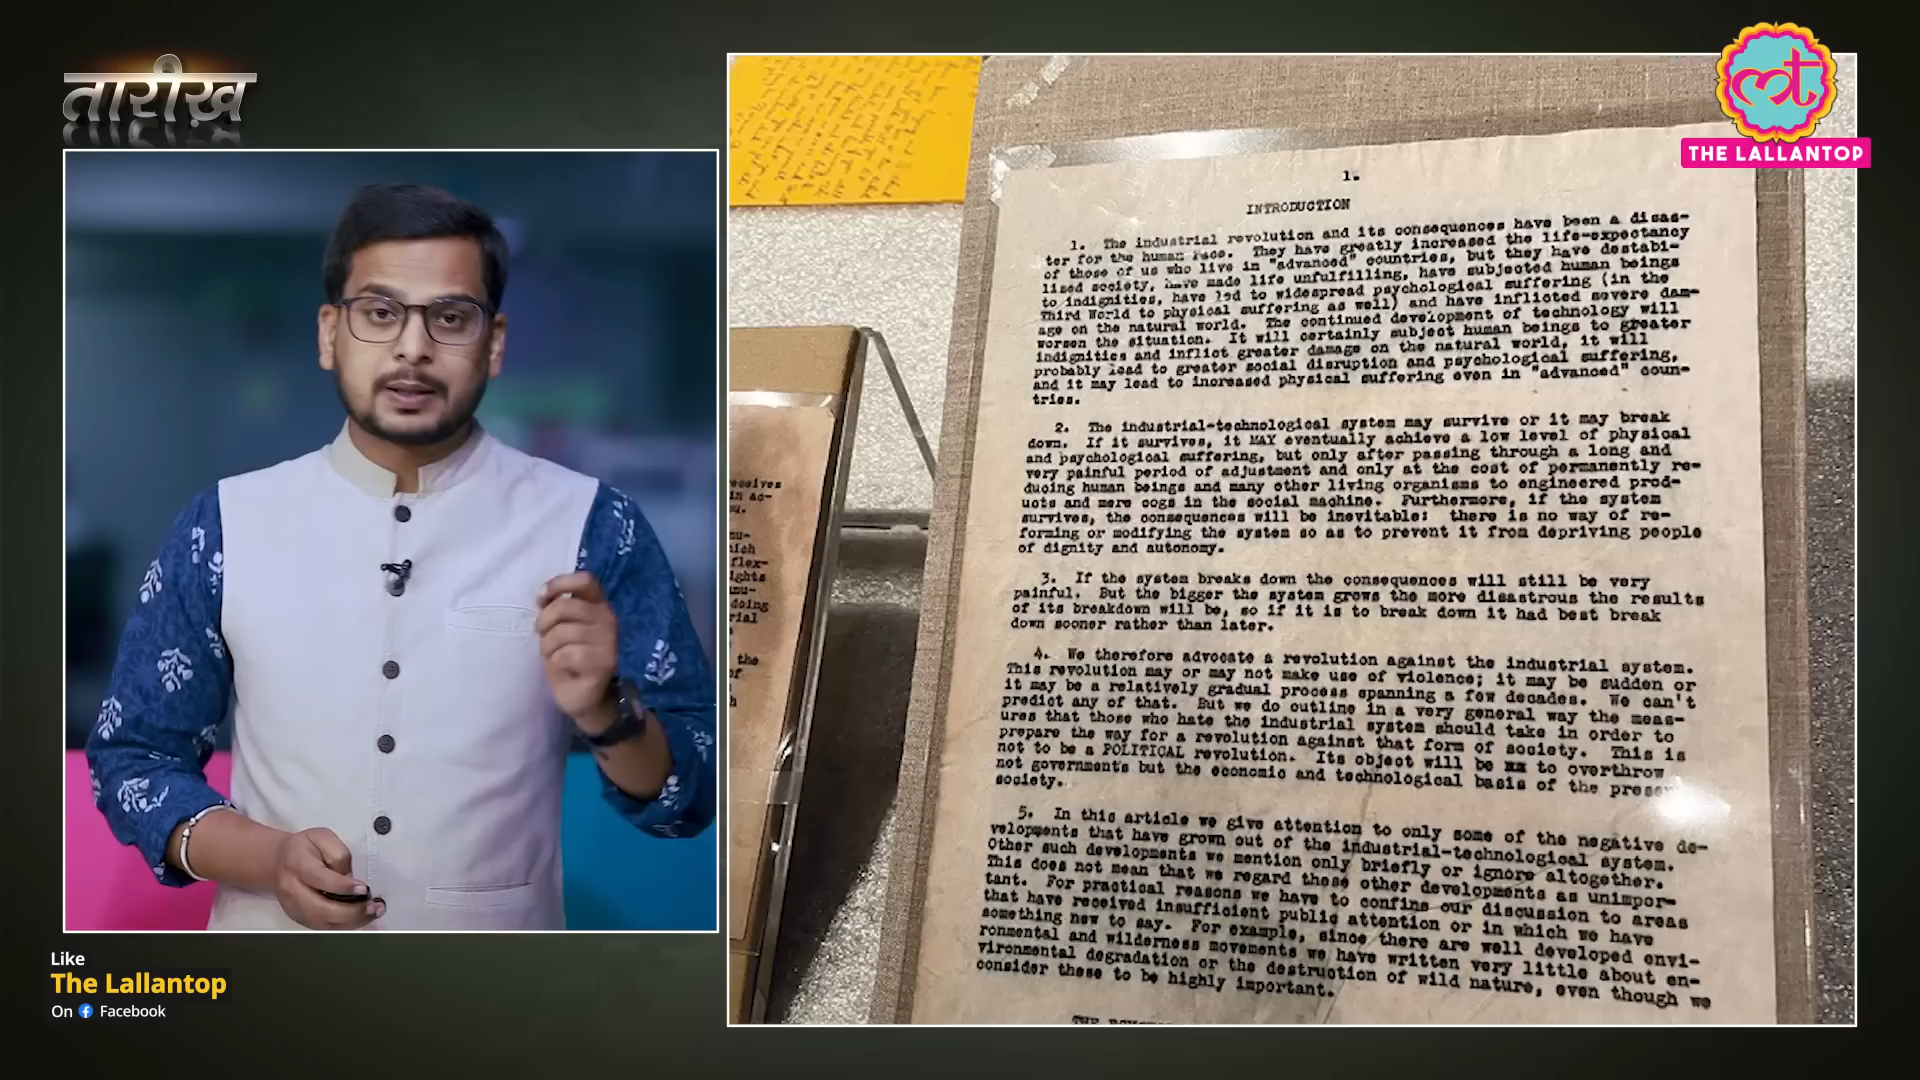 तारीख़
THE LALLANTOP
1.
INTRODUCTION
1. The industrial revolution and its consequences have been a disas-
ter for the human race. They have greatly increased the life-expectancy
of those of us who live in "advanced" countries, but they have destabi-
lized society, have made life unfulfilling, have subjected human beings
to indignities, have led to widespread psychological suffering (in the
Third World to physical suffering as well) and have inflicted severe dam-
age on the natural world. The continued development of technology will
worsen the situation. It will certainly subject human beings to greater
indignities and inflict greater damage on the natural world, it will
probably lead to greater social disruption and psychological suffering,
and it may lead to increased physical suffering even in "advanced" coun-
tries.
2. The industrial-technological system may survive or it may break
down. If it survives, it MAY eventually achieve a low level of physical
and psychological suffering, but only after passing through a long and
very painful period of adjustment and only at the cost of permanently re-
ducing human beings and many other living organisms to engineered prod-
ucts and mere cogs in the social machine. Furthermore, if the system
survives, the consequences will be inevitable: there is no way of re-
forming or modifying the system so as to prevent it from depriving people
of dignity and autonomy.
3. If the system breaks down the consequences will still be very
painful. But the bigger the system grows the more disastrous the results
of its breakdown will be, so if it is to break down it had best break
down sooner rather than later.
4. We therefore advocate a revolution against the industrial system.
This revolution may or may not make use of violence; it may be sudden or
it may be a relatively gradual process spanning a few decades. We can't
predict any of that. But we do outline in a very general way the meas-
ures that those who hate the industrial system should take in order to
prepare the way for a revolution against that form of society. This is
not to be a POLITICAL revolution. Its object will be to overthrow
not governments but the economic and technological basis of the prese
society.
5. In this article we give attention to only some of the negative de-
velopments that have grown out of the industrial-technological system.
Other such developments we mention only briefly or ignore altogether.
This does not mean that we regard these other developments as unimpor-
tant. For practical reasons we have to confine our discussion to areas
that have received insufficient public attention or in which we have
something new to say. For example, since there are well developed envi-
ronmental and wilderness movements we have written very little about en-
vironmental degradation or the destruction of wild nature, even though we
consider these to be highly important.
eceives
in ac-
u.
nu-
hich
flex-
ights
mu-
doing
rial
the
of
h
Like
The Lallantop
On Facebook